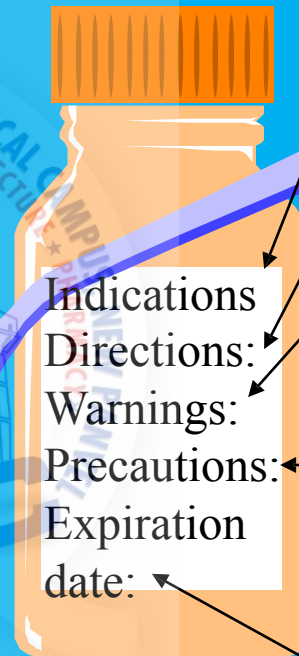 Indications
Directions:
Warnings:
Precautions:
Expiration
date: